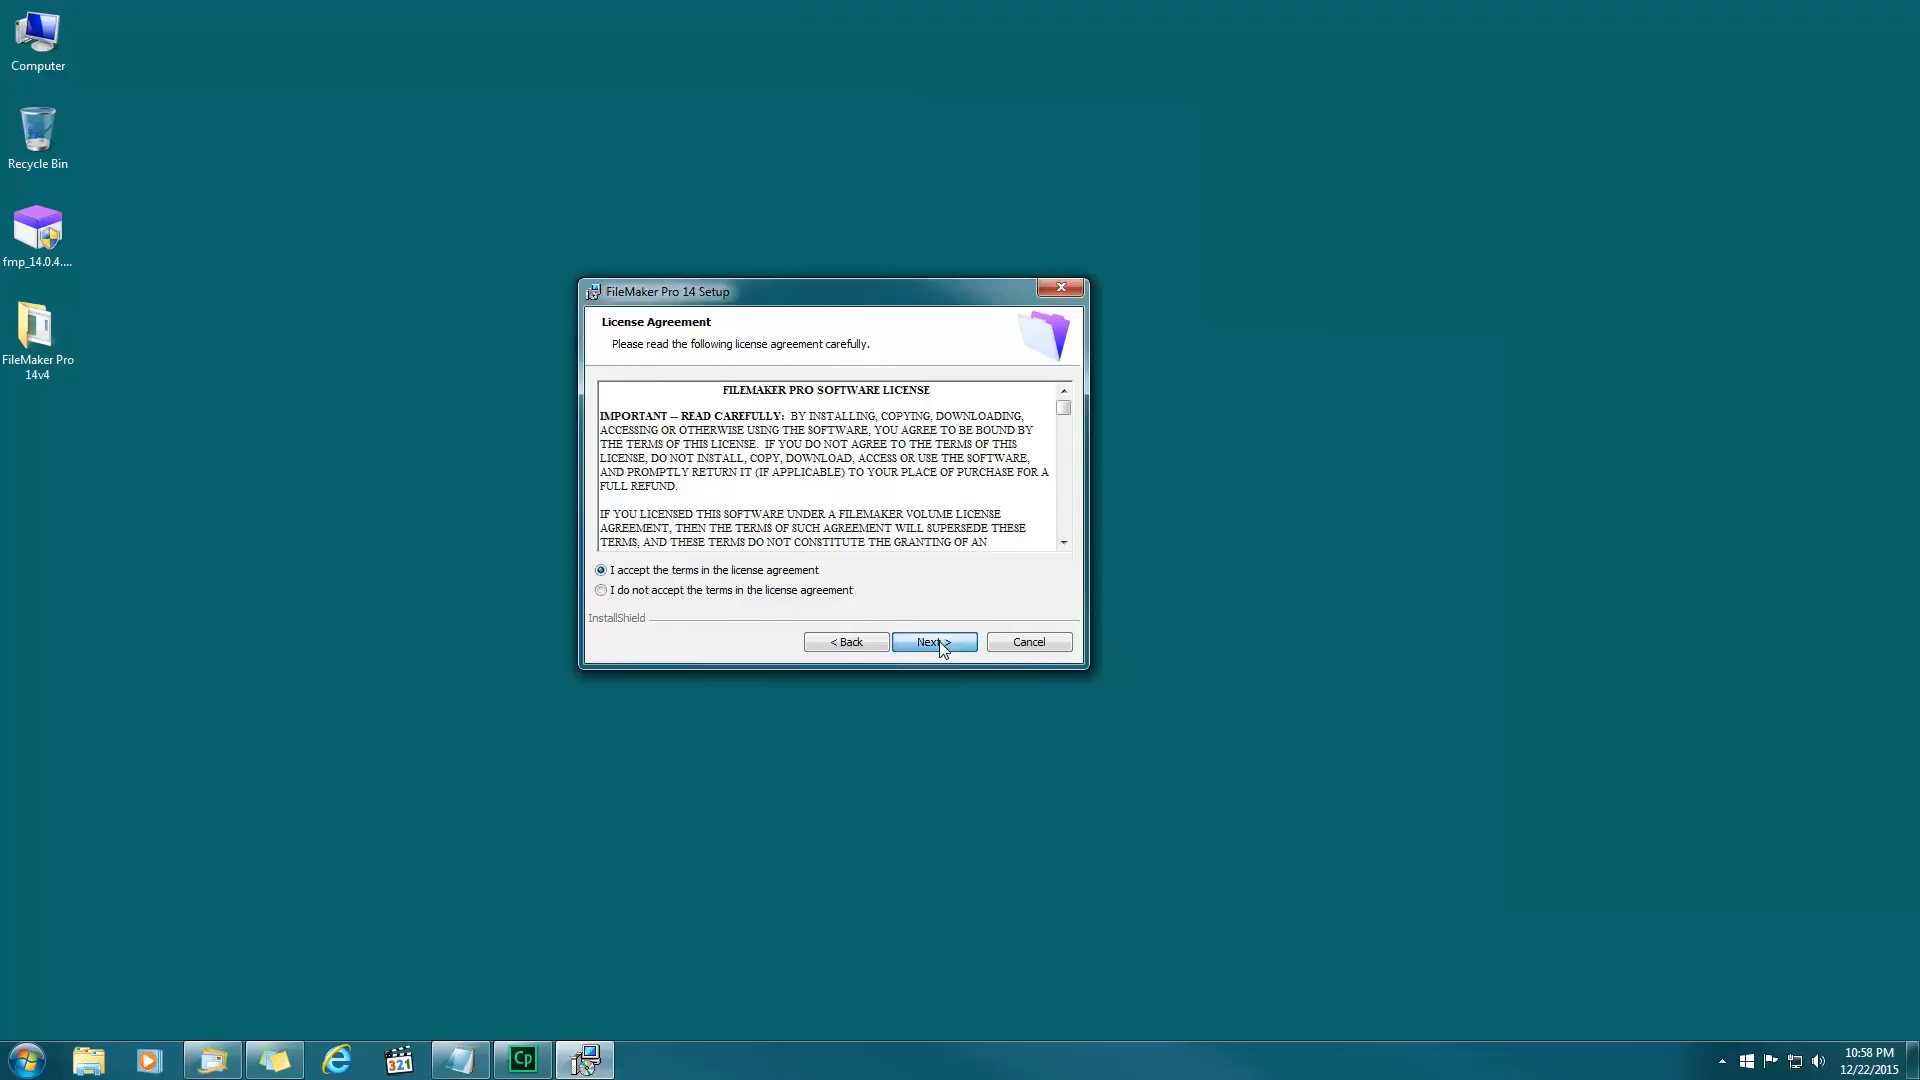 Computer
Recycle Bin
fmp_14.0.4....
FileMaker Pro
14v4
FileMaker Pro 14 Setup
License Agreement
Please read the following license agreement carefully.
FILEMAKER PRO SOFTWARE LICENSE
IMPORTANT -- READ CAREFULLY: BY INSTALLING, COPYING, DOWNLOADING,
ACCESSING OR OTHERWISE USING THE SOFTWARE, YOU AGREE TO BE BOUND BY
THE TERMS OF THIS LICENSE. IF YOU DO NOT AGREE TO THE TERMS OF THIS
LICENSE, DO NOT INSTALL, COPY, DOWNLOAD, ACCESS OR USE THE SOFTWARE,
AND PROMPTLY RETURN IT (IF APPLICABLE) TO YOUR PLACE OF PURCHASE FOR A
FULL REFUND.
IF YOU LICENSED THIS SOFTWARE UNDER A FILEMAKER VOLUME LICENSE
AGREEMENT, THEN THE TERMS OF SUCH AGREEMENT WILL SUPERSEDE THESE
TERMS, AND THESE TERMS DO NOT CONSTITUTE THE GRANTING OF AN
I accept the terms in the license agreement
I do not accept the terms in the license agreement
InstallShield
< Back
Next >
Cancel
321
Cp
10:58 PM
12/22/2015